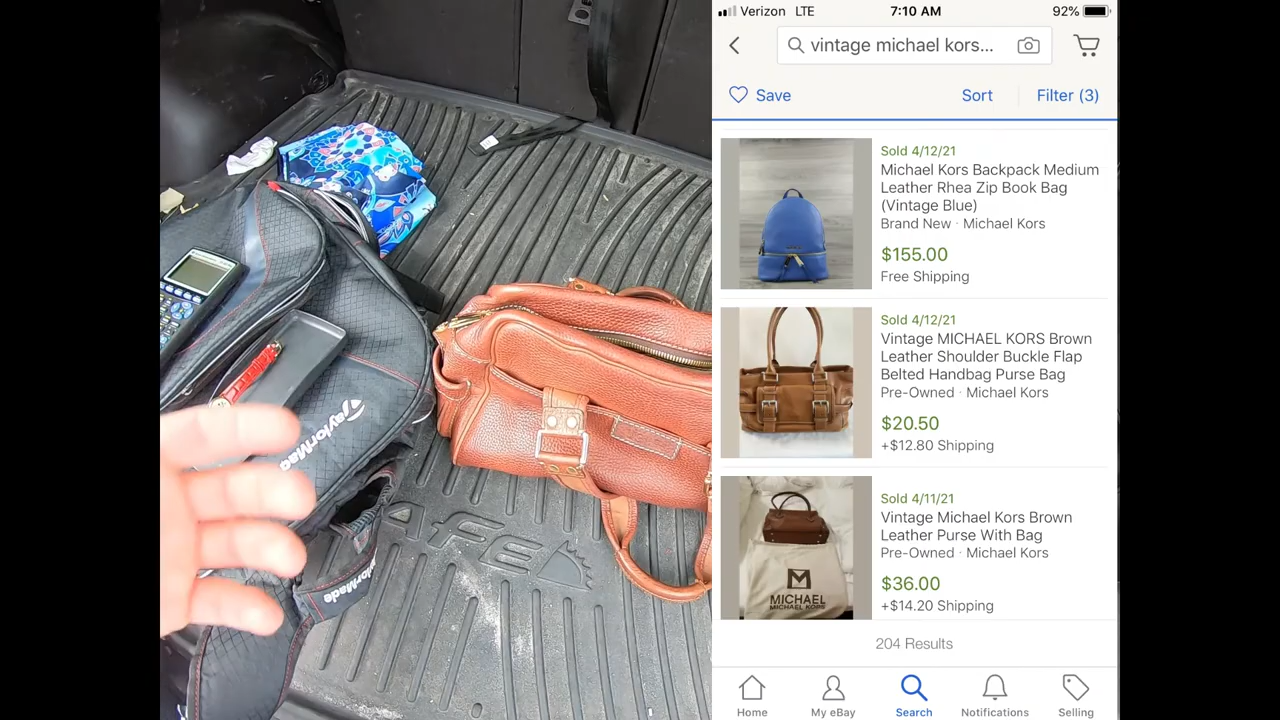 TaylorMade
TaylorMade
SAFE
Verizon LTE
7:10 AM
92%
vintage michael kors...
Save
Sort
Filter (3)
Sold 4/12/21
Michael Kors Backpack Medium
Leather Rhea Zip Book Bag
(Vintage Blue)
Brand New · Michael Kors
$155.00
Free Shipping
Sold 4/12/21
Vintage MICHAEL KORS Brown
Leather Shoulder Buckle Flap
Belted Handbag Purse Bag
Pre-Owned · Michael Kors
$20.50
+$12.80 Shipping
Sold 4/11/21
Vintage Michael Kors Brown
Leather Purse With Bag
Pre-Owned · Michael Kors
$36.00
+$14.20 Shipping
M
MICHAEL
MICHAEL KORS
204 Results
Home
My eBay
Search
Notifications
Selling